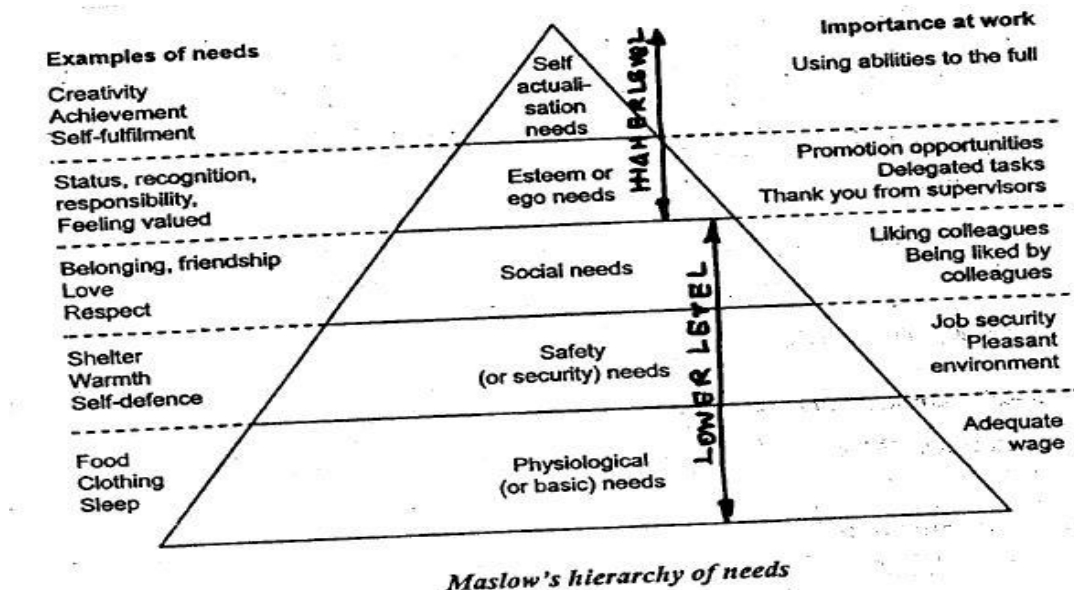 Examples of needs
Creativity
Achievement
Self-fulfilment
Self
actuali-
sation
needs
Importance at work
Using abilities to the full
HIGHER LEVEL
Status, recognition,
responsibility,
Feeling valued
Esteem or
ego needs
Promotion opportunities
Delegated tasks
Thank you from supervisors
Belonging, friendship
Love
Respect
Social needs
Liking colleagues
Being liked by
colleagues
LOWER LEVEL
Shelter
Warmth
Self-defence
Safety
(or security) needs
Job security
Pleasant
environment
Food
Clothing
Sleep
Physiological
(or basic) needs
Adequate
wage
Maslow's hierarchy of needs